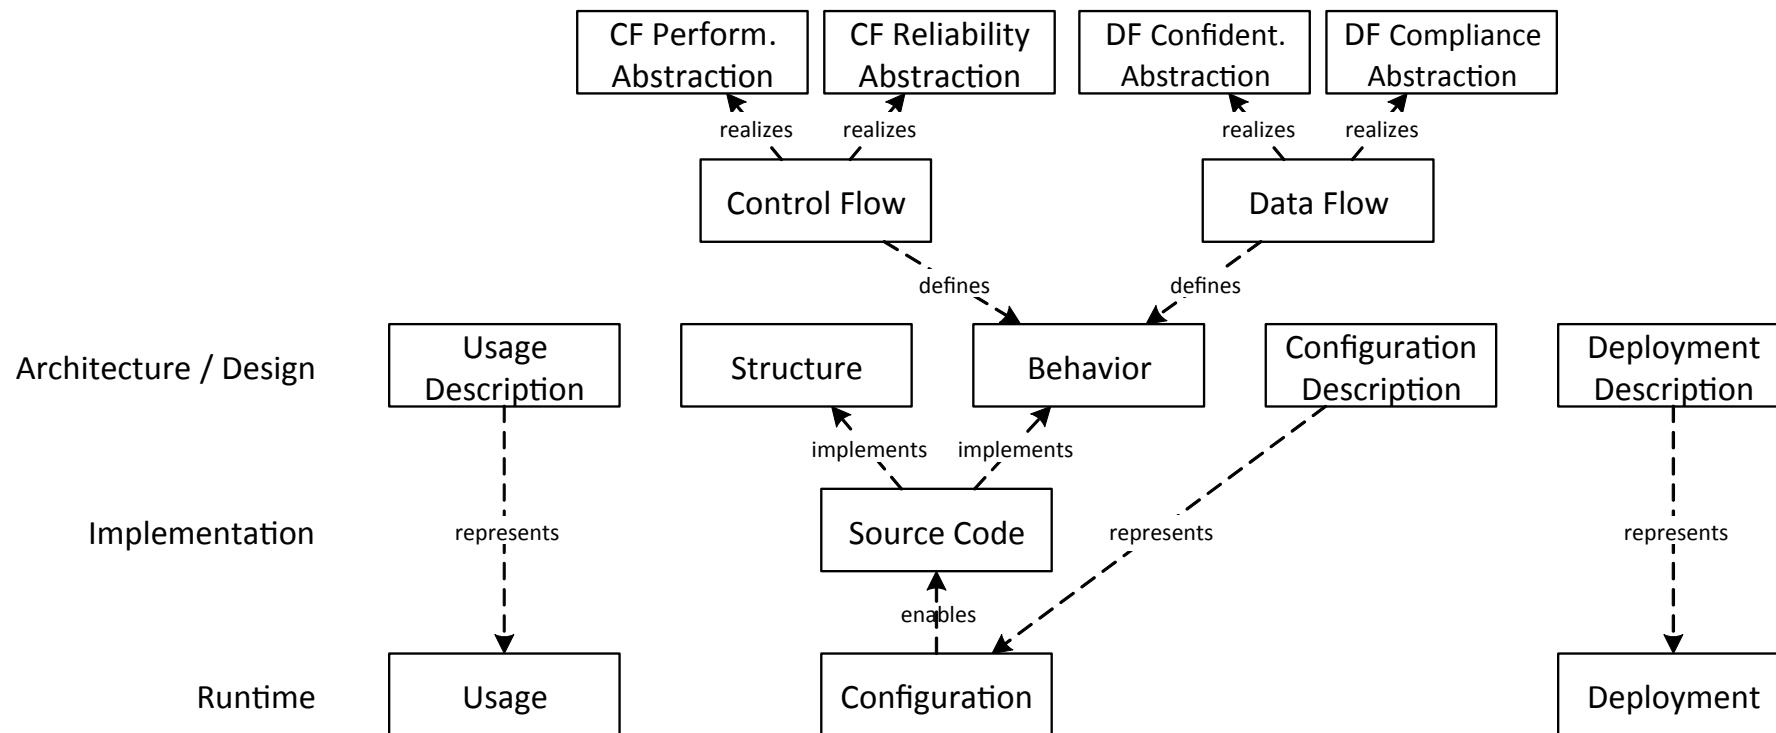 CF Perform.
Abstraction
CF Reliability
Abstraction
DF Confident.
Abstraction
DF Compliance
Abstraction
realizes
realizes
realizes
realizes
Control Flow
Data Flow
defines
defines
Architecture / Design
Usage
Description
Structure
Behavior
Configuration
Description
Deployment
Description
implements
implements
Implementation
represents
Source Code
represents
represents
enables
Runtime
Usage
Configuration
Deployment